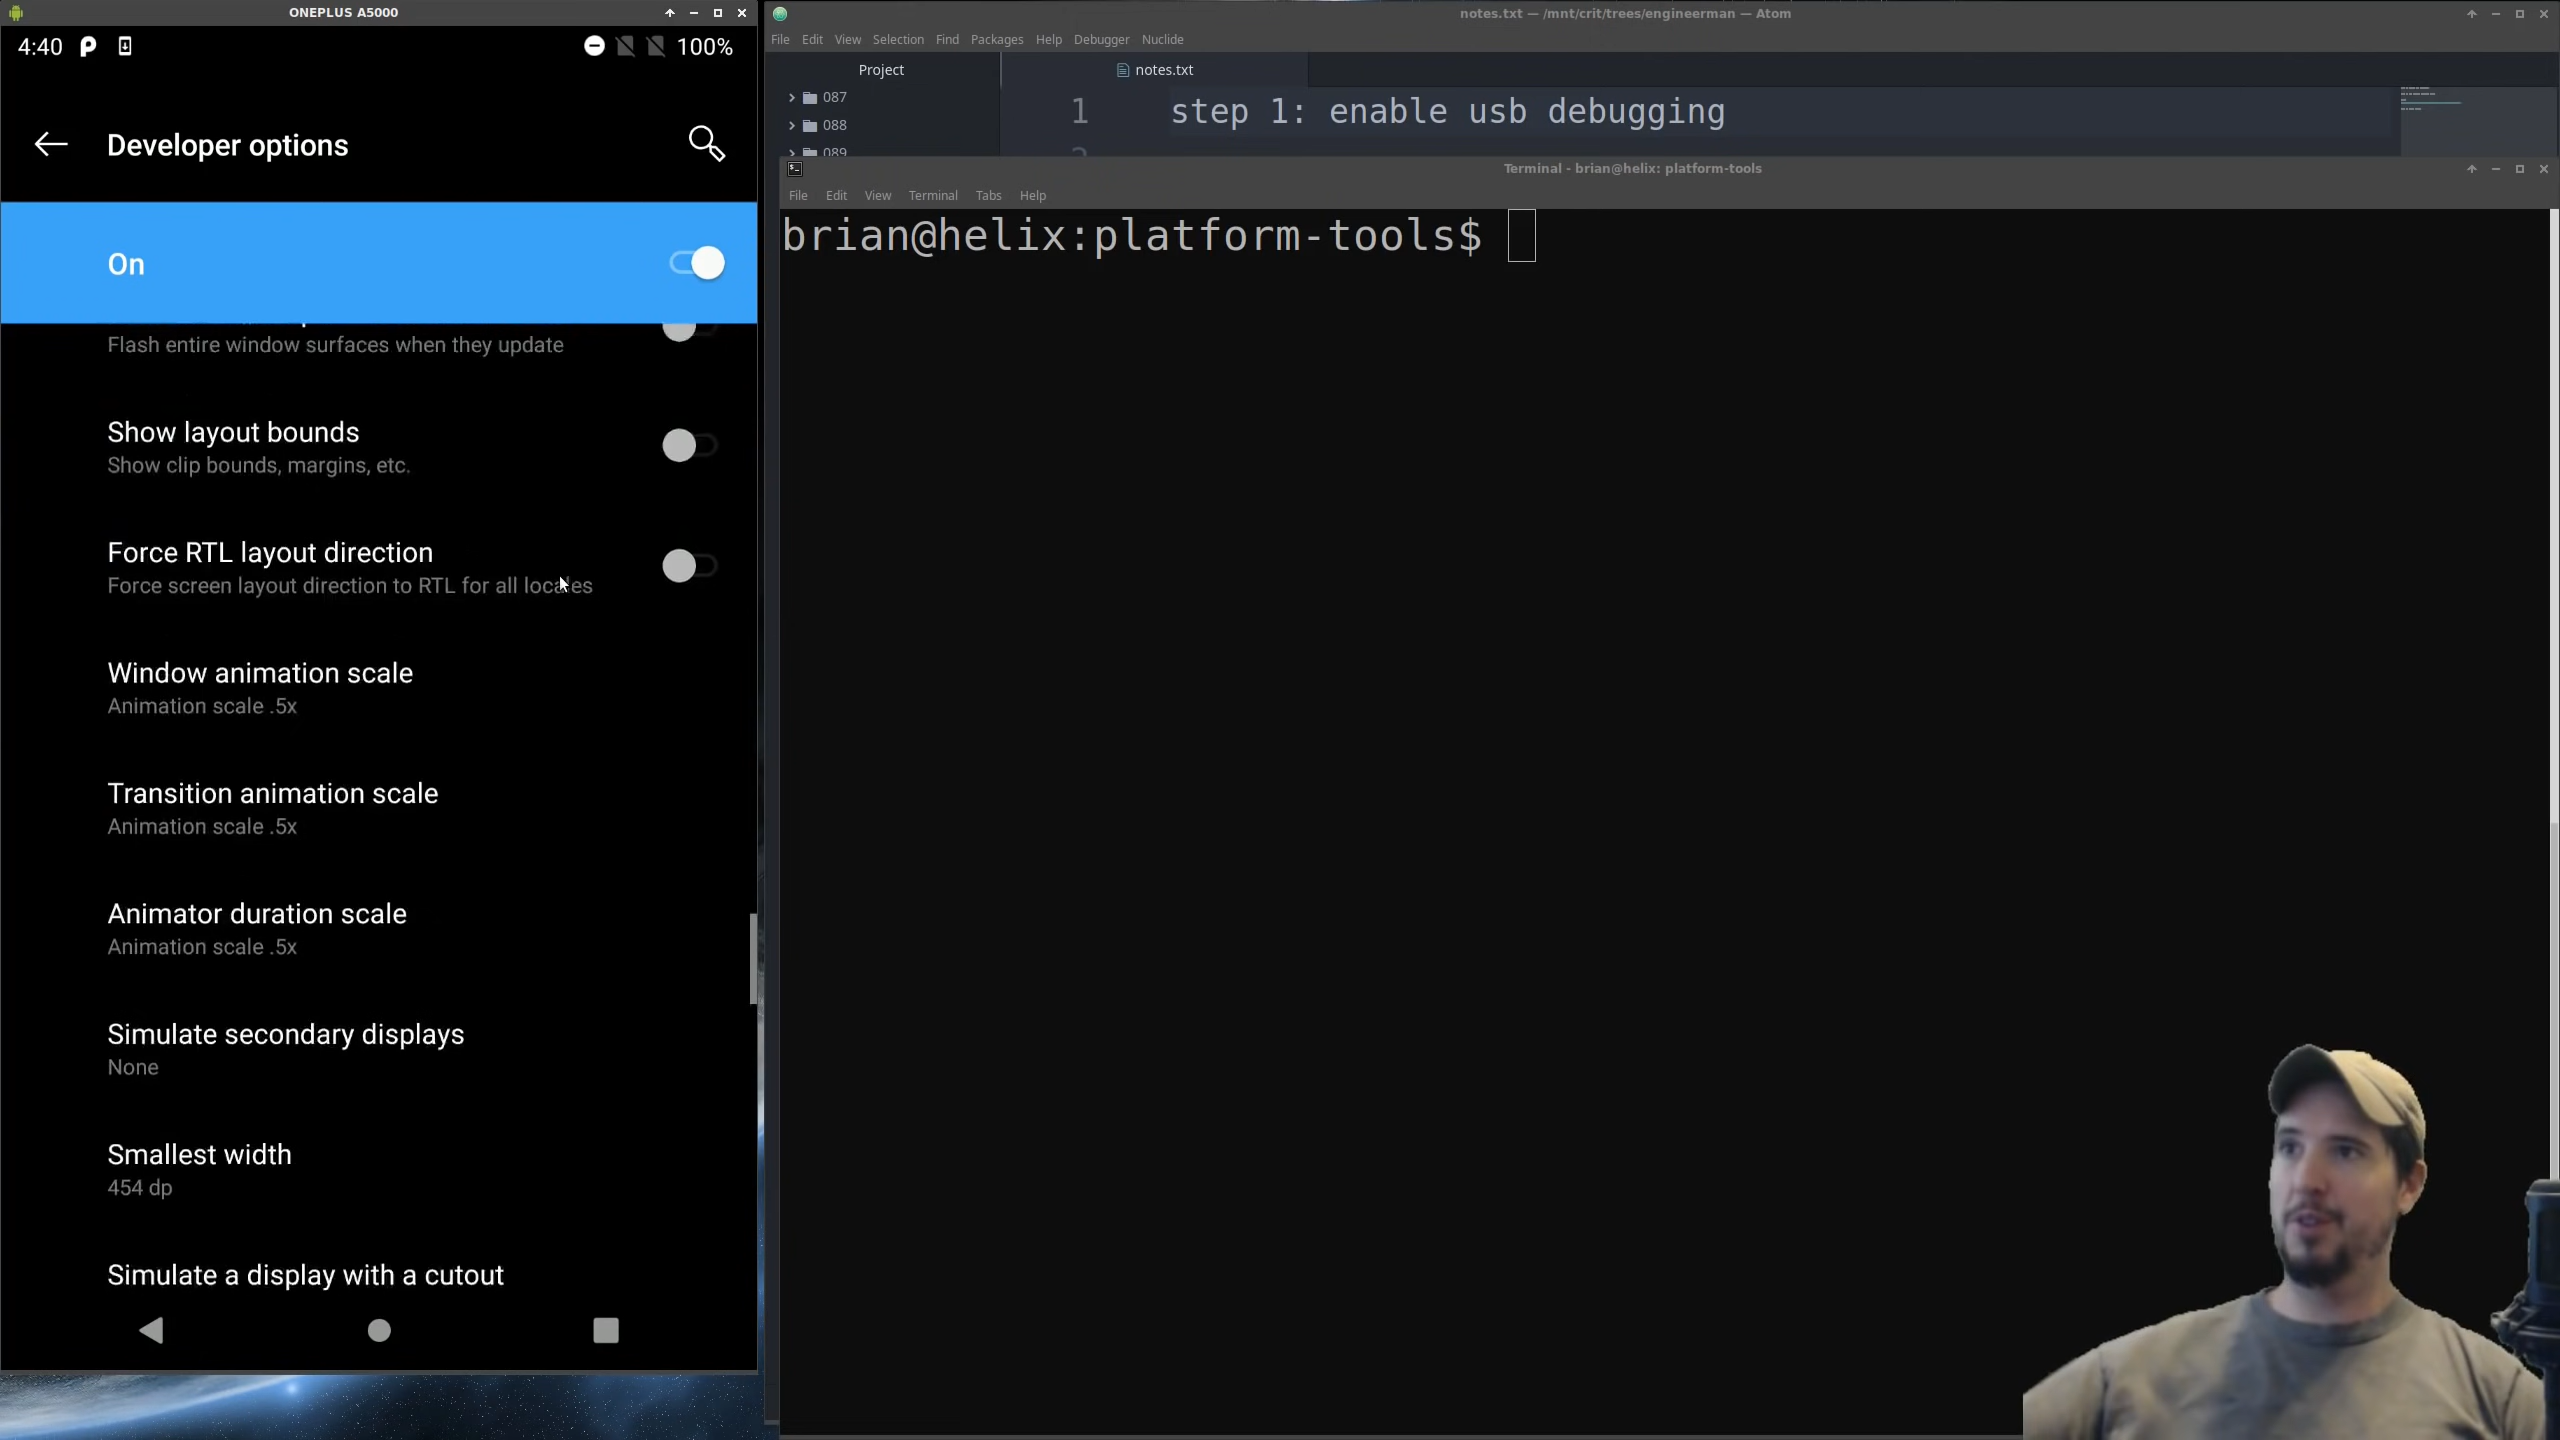 ONEPLUS A5000
4:40
100%
Developer options
On
Flash entire window surfaces when they update
Show layout bounds
Show clip bounds, margins, etc.
Force RTL layout direction
Force screen layout direction to RTL for all locales
Window animation scale
Animation scale .5x
Transition animation scale
Animation scale .5x
Animator duration scale
Animation scale .5x
Simulate secondary displays
None
Smallest width
454 dp
Simulate a display with a cutout
notes.txt — /mnt/crit/trees/engineerman — Atom
File Edit View Selection Find Packages Help Debugger Nuclide
Project
notes.txt
087
088
089
1 step 1: enable usb debugging
Terminal - brian@helix: platform-tools
File Edit View Terminal Tabs Help
brian@helix:platform-tools$